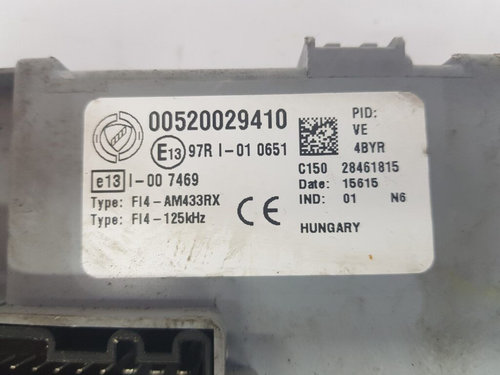 00520029410
E13 97R I-01 0651
e13 I-00 7469
Type: FI4-AM433RX
Type: FI4-125kHz
CE
PID:
VE
4BYR
C150 28461815
Date: 15615
IND: 01 N6
HUNGARY